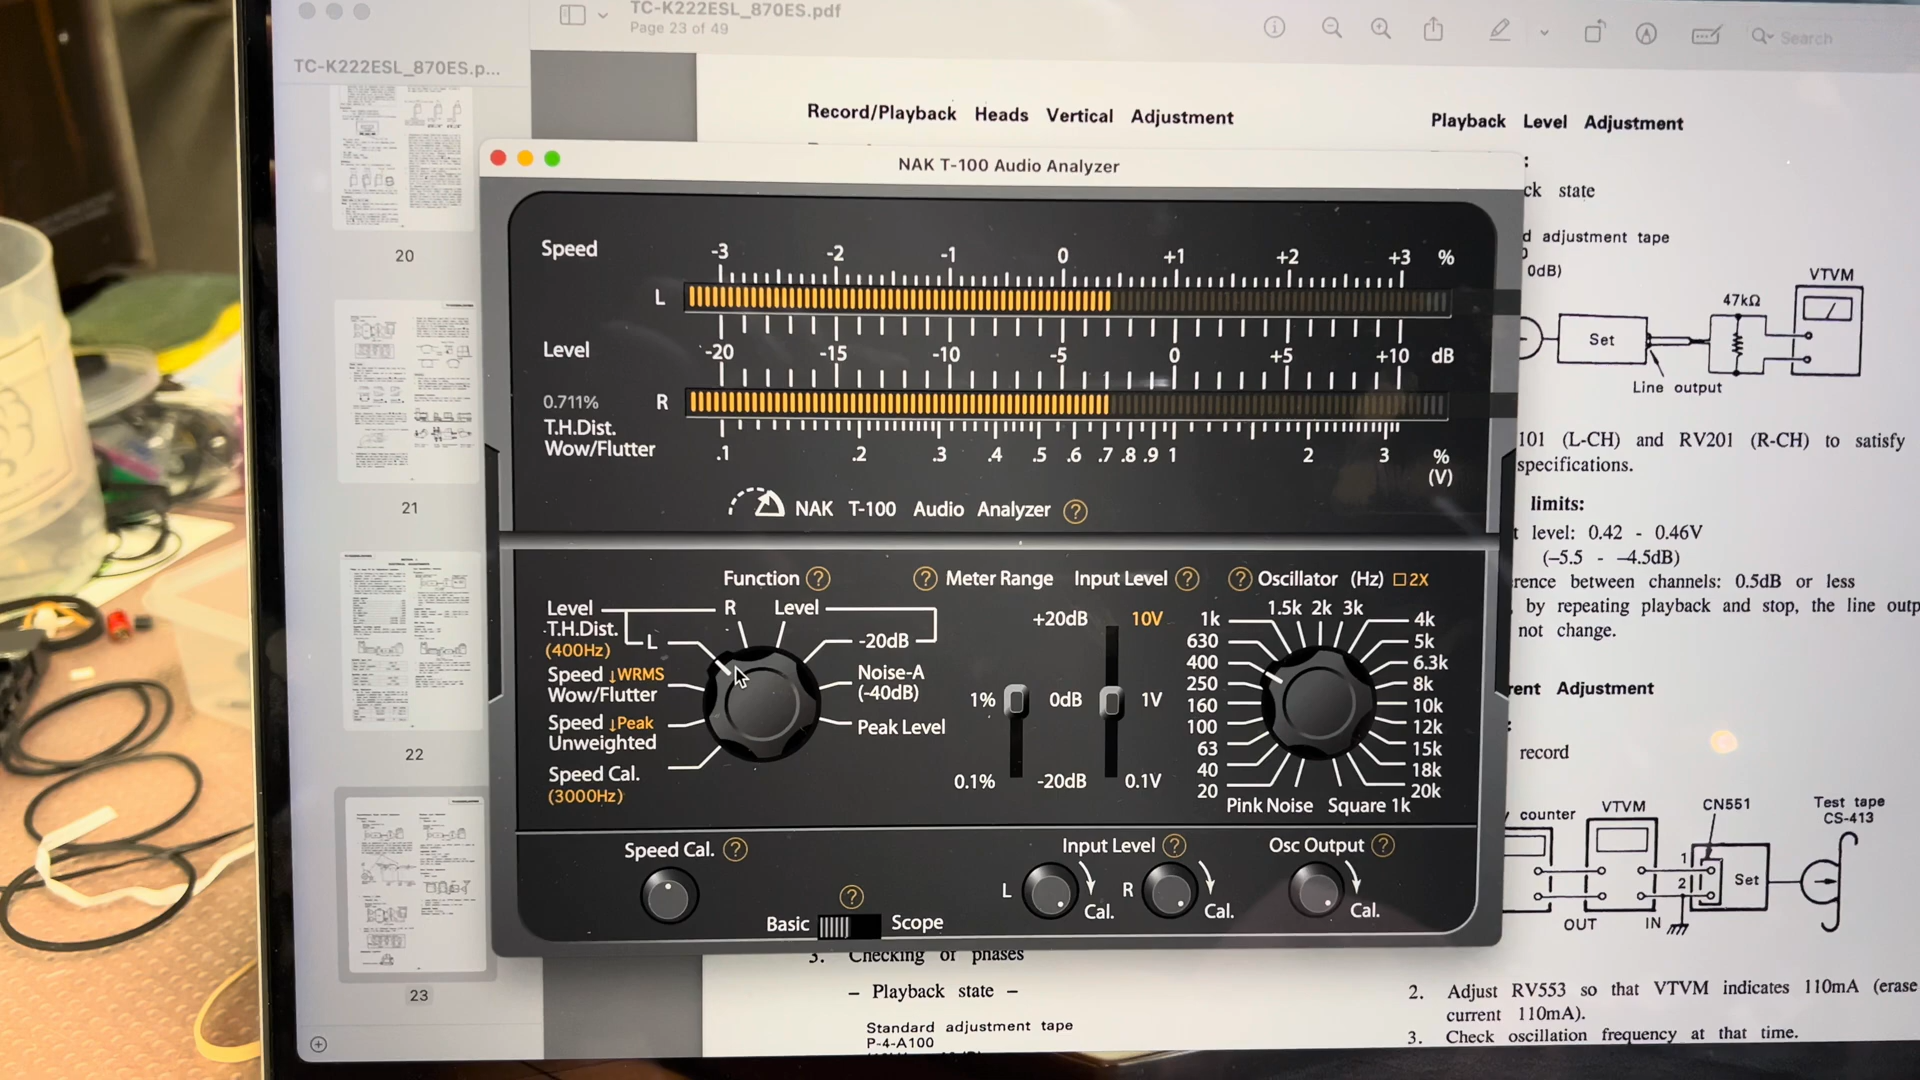 TC-K222ESL_870ES.pdf
Page 23 of 49
Search
TC-K222ESL_870ES.p...
20
21
22
23
Record/Playback Heads Vertical Adjustment
Playback Level Adjustment
NAK T-100 Audio Analyzer
:
ck state
d adjustment tape
0dB)
VTVM
47kΩ
Set
Line output
Speed
-3 -2 -1 0 +1 +2 +3 %
L
Level
-20 -15 -10 -5 0 +5 +10 dB
0.711%
R
T.H.Dist.
Wow/Flutter
.1 .2 .3 .4 .5 .6 .7 .8 .9 1 2 3 %
(V)
NAK T-100 Audio Analyzer ?
101 (L-CH) and RV201 (R-CH) to satisfy
specifications.
limits:
t level: 0.42 - 0.46V
(-5.5 - -4.5dB)
rence between channels: 0.5dB or less
by repeating playback and stop, the line outp
not change.
Function ? ? Meter Range Input Level ? ? Oscillator (Hz) 2X
Level
T.H.Dist.
(400Hz)
R
L
Speed ↓WRMS
Wow/Flutter
Speed ↓Peak
Unweighted
Speed Cal.
(3000Hz)
Level
-20dB
Noise-A
(-40dB)
Peak Level
+20dB 10V
1% 0dB 1V
0.1% -20dB 0.1V
1k 1.5k 2k 3k 4k
630 5k
400 6.3k
250 8k
160 10k
100 12k
63 15k
40 18k
20 20k
Pink Noise Square 1k
Speed Cal. ?
?
Basic Scope
Input Level ?
L Cal. R Cal.
Osc Output ?
Cal.
ent Adjustment
:
record
counter VTVM CN551 Test tape
CS-413
1
2
Set
OUT IN
3. Checking of phases
– Playback state –
Standard adjustment tape
P-4-A100
2. Adjust RV553 so that VTVM indicates 110mA (erase
current 110mA).
3. Check oscillation frequency at that time.